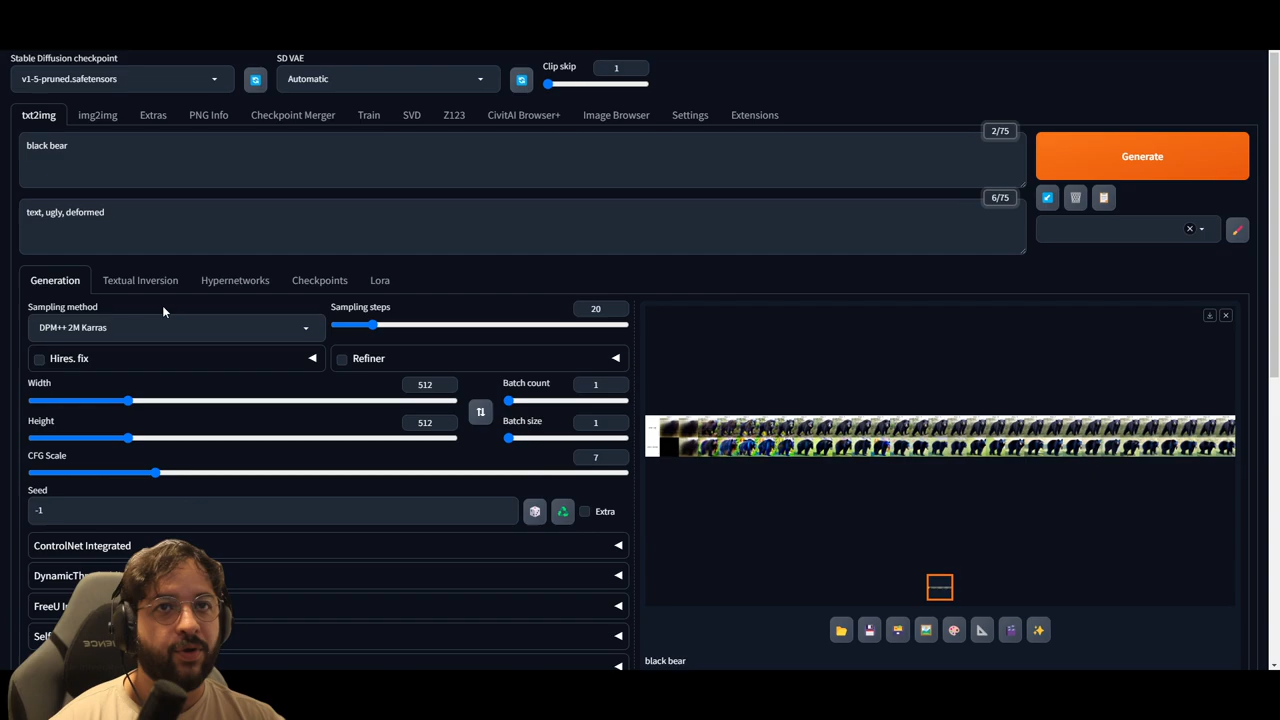 Stable Diffusion checkpoint
SD VAE
Clip skip
1
v1-5-pruned.safetensors
Automatic
txt2img
img2img
Extras
PNG Info
Checkpoint Merger
Train
SVD
Z123
CivitAI Browser+
Image Browser
Settings
Extensions
2/75
black bear
Generate
6/75
text, ugly, deformed
Generation
Textual Inversion
Hypernetworks
Checkpoints
Lora
Sampling method
Sampling steps
20
DPM++ 2M Karras
Hires. fix
Refiner
Width
512
Batch count
1
Height
512
Batch size
1
CFG Scale
7
Seed
-1
Extra
ControlNet Integrated
black bear